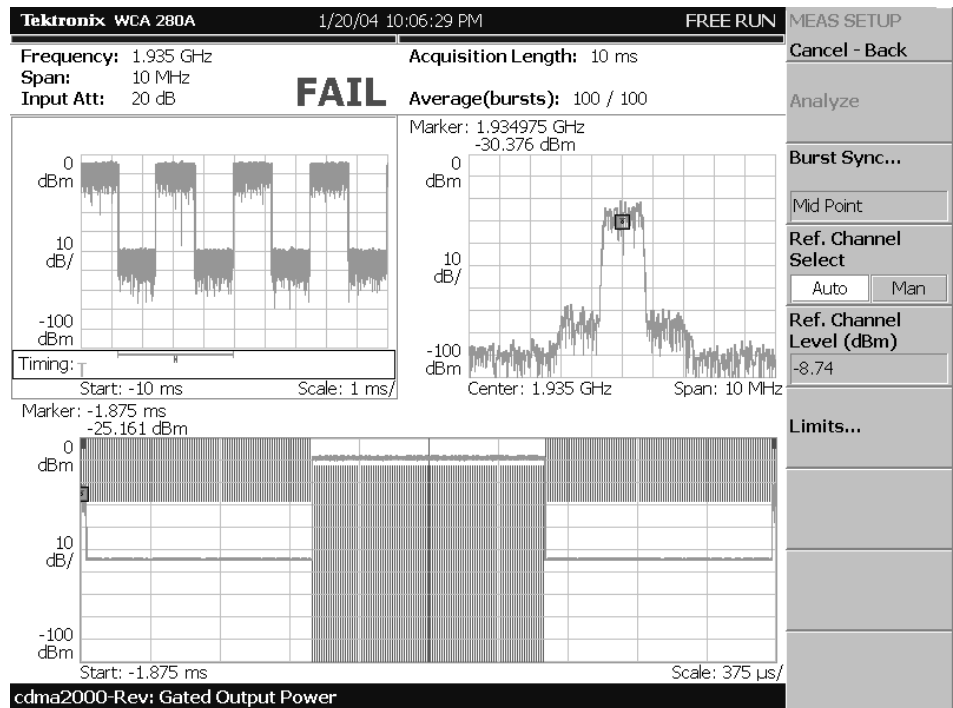 Tektronix WCA 280A 1/20/04 10:06:29 PM FREE RUN
Frequency: 1.935 GHz
Span: 10 MHz
Input Att: 20 dB
FAIL
Acquisition Length: 10 ms
Average(bursts): 100 / 100
0
dBm
10
dB/
-100
dBm
Timing:
T
Start: -10 ms
Scale: 1 ms/
Marker: 1.934975 GHz
-30.376 dBm
0
dBm
10
dB/
-100
dBm
Center: 1.935 GHz
Span: 10 MHz
Marker: -1.875 ms
-25.161 dBm
0
dBm
10
dB/
-100
dBm
Start: -1.875 ms
Scale: 375 µs/
cdma2000-Rev: Gated Output Power
MEAS SETUP
Cancel - Back
Analyze
Burst Sync...
Mid Point
Ref. Channel
Select
Auto Man
Ref. Channel
Level (dBm)
-8.74
Limits...